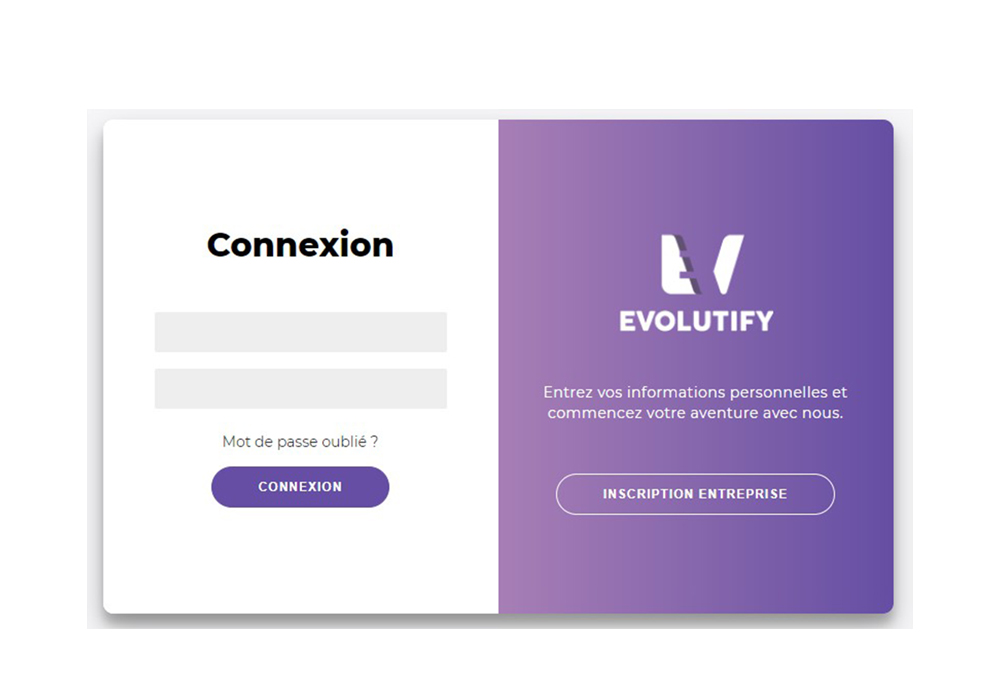 Connexion
Mot de passe oublié ?
CONNEXION
EV
EVOLUTIFY
Entrez vos informations personnelles et
commencez votre aventure avec nous.
INSCRIPTION ENTREPRISE